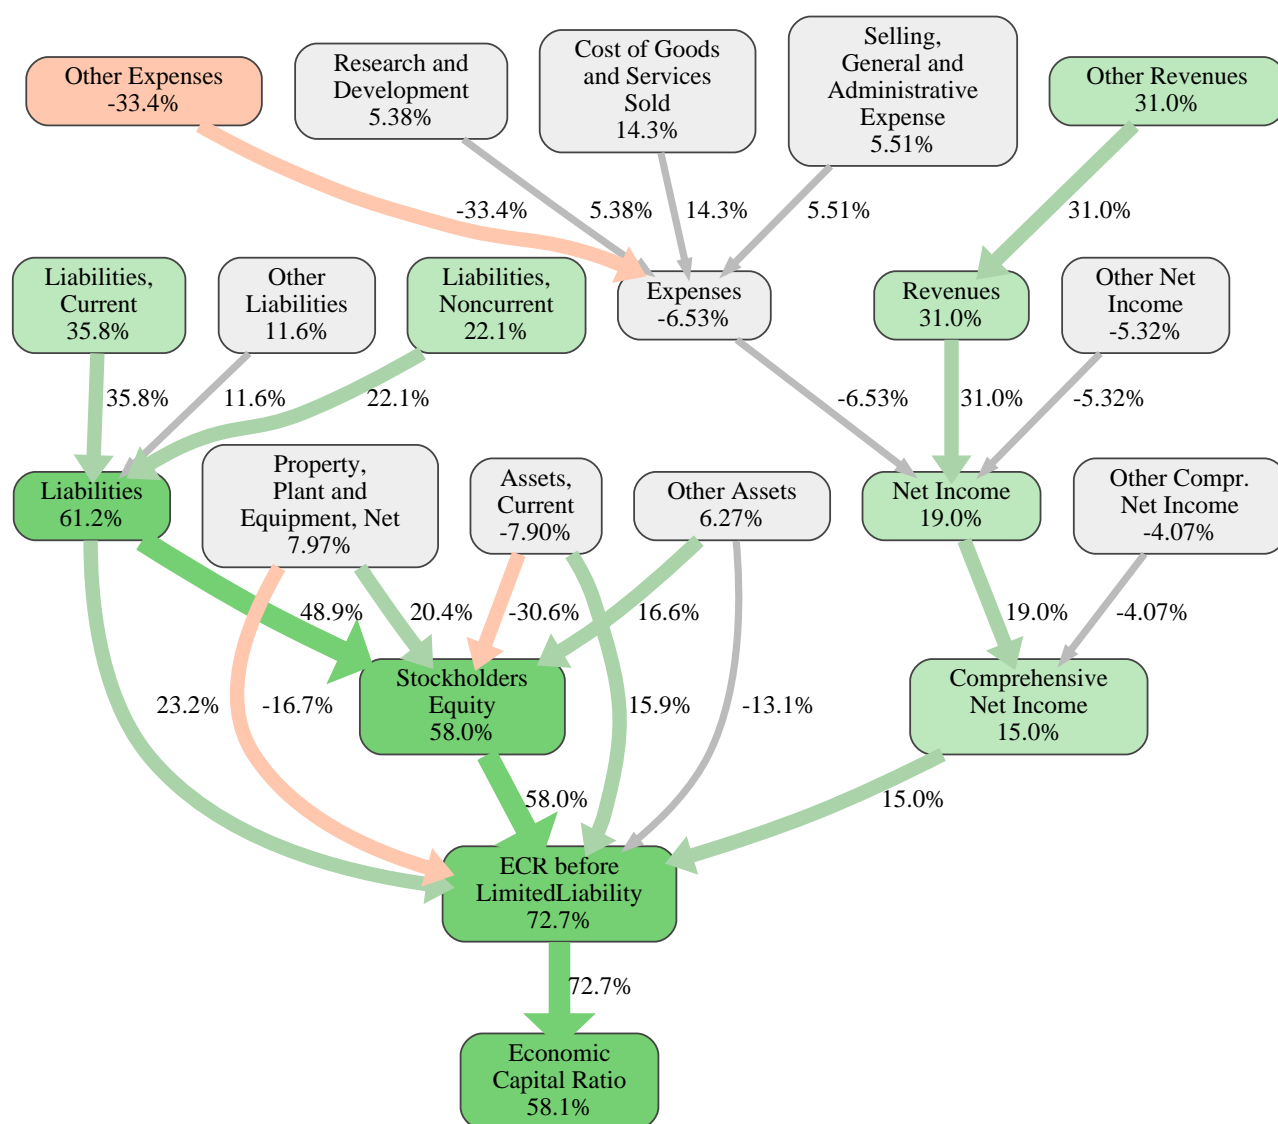 Other Expenses
-33.4%
Research and
Development
5.38%
Cost of Goods
and Services
Sold
14.3%
Selling,
General and
Administrative
Expense
5.51%
Other Revenues
31.0%
-33.4%
5.38%
14.3%
5.51%
31.0%
Liabilities,
Current
35.8%
Other
Liabilities
11.6%
Liabilities,
Noncurrent
22.1%
Expenses
-6.53%
Revenues
31.0%
Other Net
Income
-5.32%
35.8%
11.6%
22.1%
-6.53%
31.0%
-5.32%
Liabilities
61.2%
Property,
Plant and
Equipment, Net
7.97%
Assets,
Current
-7.90%
Other Assets
6.27%
Net Income
19.0%
Other Compr.
Net Income
-4.07%
48.9%
20.4%
-30.6%
16.6%
19.0%
-4.07%
Stockholders
Equity
58.0%
Comprehensive
Net Income
15.0%
23.2%
-16.7%
15.9%
-13.1%
58.0%
15.0%
ECR before
LimitedLiability
72.7%
72.7%
Economic
Capital Ratio
58.1%